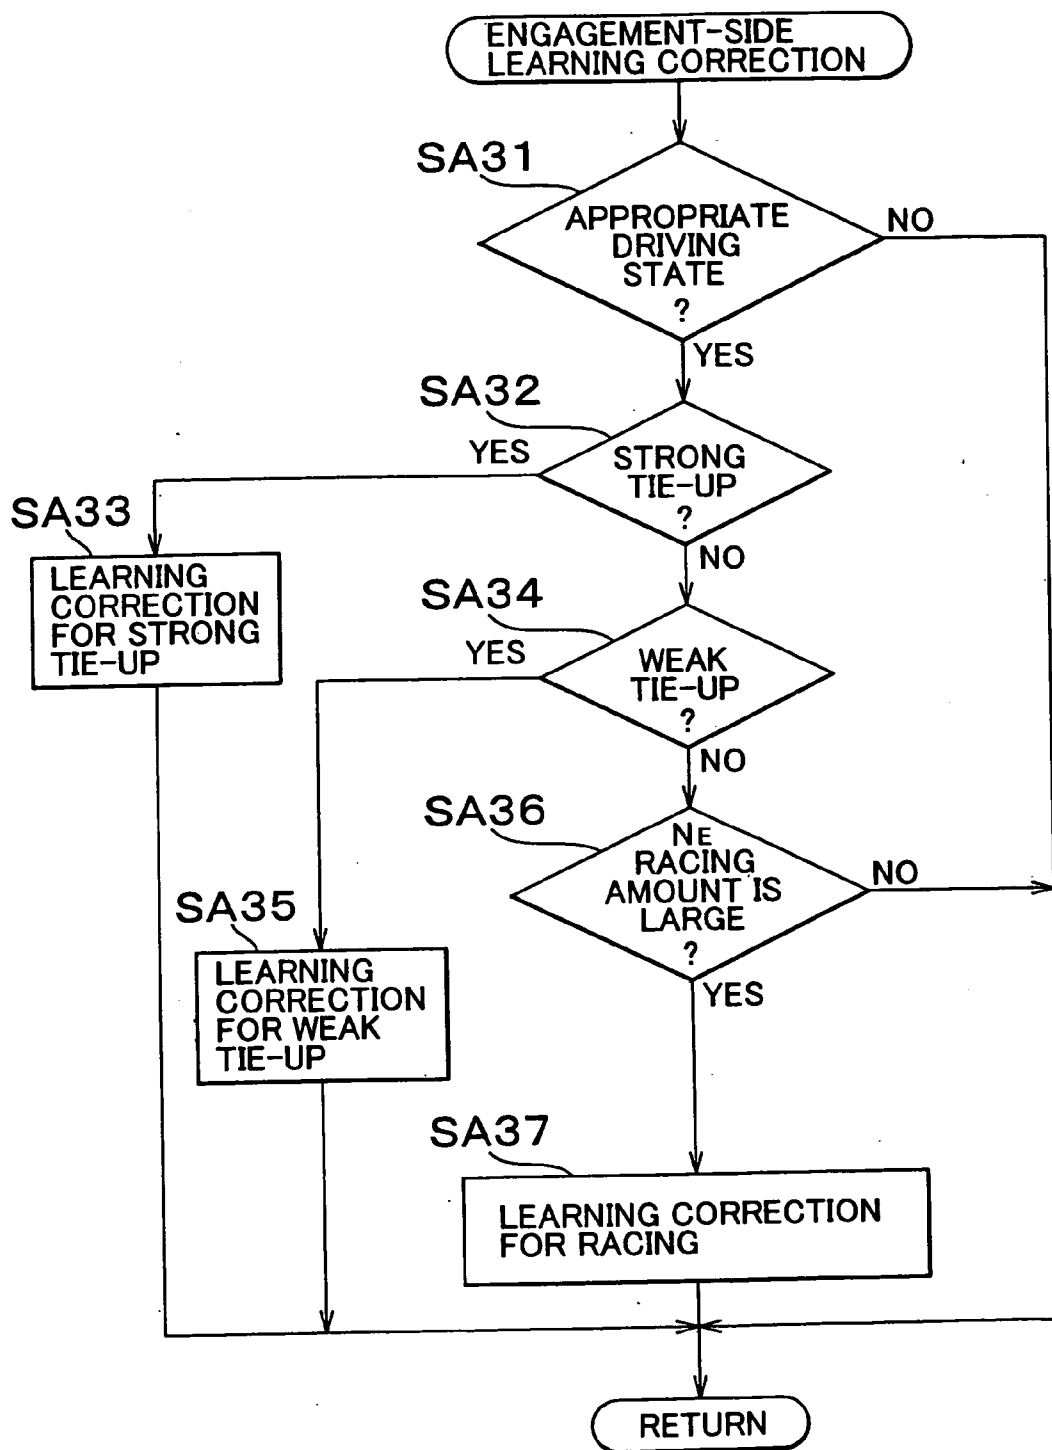 ENGAGEMENT-SIDE
LEARNING CORRECTION
SA31
APPROPRIATE
DRIVING
STATE
?
NO
YES
SA32
YES
STRONG
TIE-UP
?
NO
SA33
LEARNING
CORRECTION
FOR STRONG
TIE-UP
SA34
YES
WEAK
TIE-UP
?
NO
SA36
NE
RACING
AMOUNT IS
LARGE
?
NO
YES
SA35
LEARNING
CORRECTION
FOR WEAK
TIE-UP
SA37
LEARNING CORRECTION
FOR RACING
RETURN